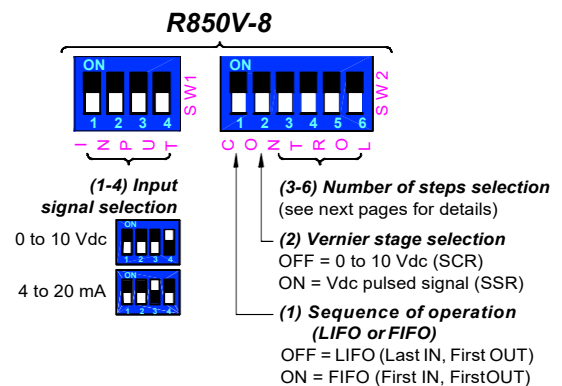 R850V-8
ON
1 2 3 4
SW1
INPUT
ON
1 2 3 4 5 6
SW2
CONTROL
(1-4) Input
signal selection
0 to 10 Vdc
ON
1 2 3 4
4 to 20 mA
ON
1 2 3 4
(3-6) Number of steps selection
(see next pages for details)
(2) Vernier stage selection
OFF = 0 to 10 Vdc (SCR)
ON = Vdc pulsed signal (SSR)
(1) Sequence of operation
(LIFO or FIFO)
OFF = LIFO (Last IN, First OUT)
ON = FIFO (First IN, FirstOUT)